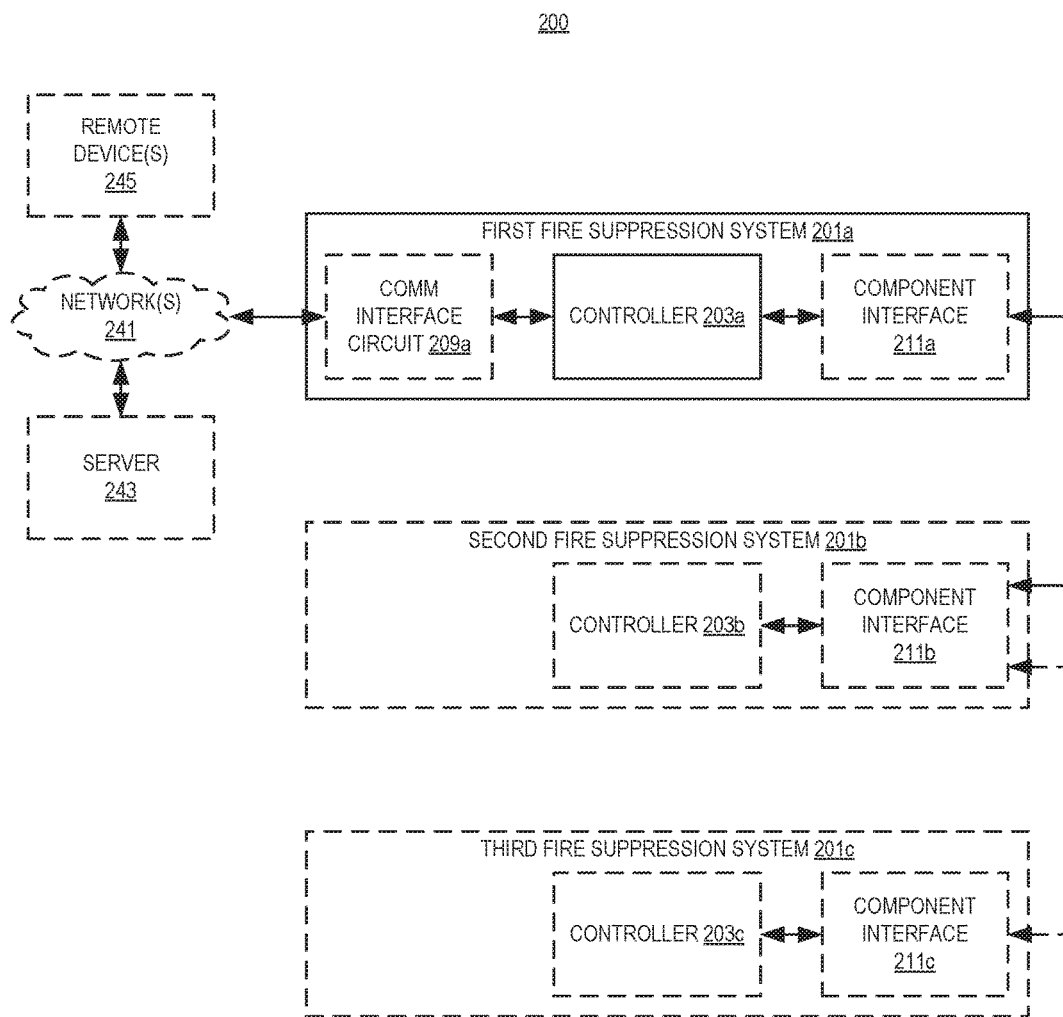 200
REMOTE
DEVICE(S)
245
NETWORK(S)
241
SERVER
243
FIRST FIRE SUPPRESSION SYSTEM 201a
COMM
INTERFACE
CIRCUIT 209a
CONTROLLER 203a
COMPONENT
INTERFACE
211a
SECOND FIRE SUPPRESSION SYSTEM 201b
CONTROLLER 203b
COMPONENT
INTERFACE
211b
THIRD FIRE SUPPRESSION SYSTEM 201c
CONTROLLER 203c
COMPONENT
INTERFACE
211c